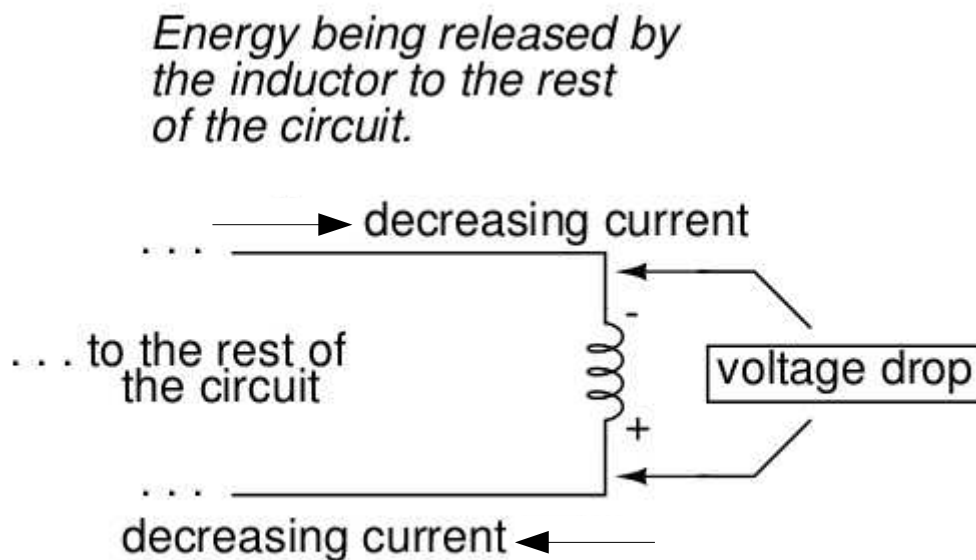 Energy being released by
the inductor to the rest
of the circuit.
decreasing current
. . .
-
. . . to the rest of
the circuit
voltage drop
+
. . .
decreasing current